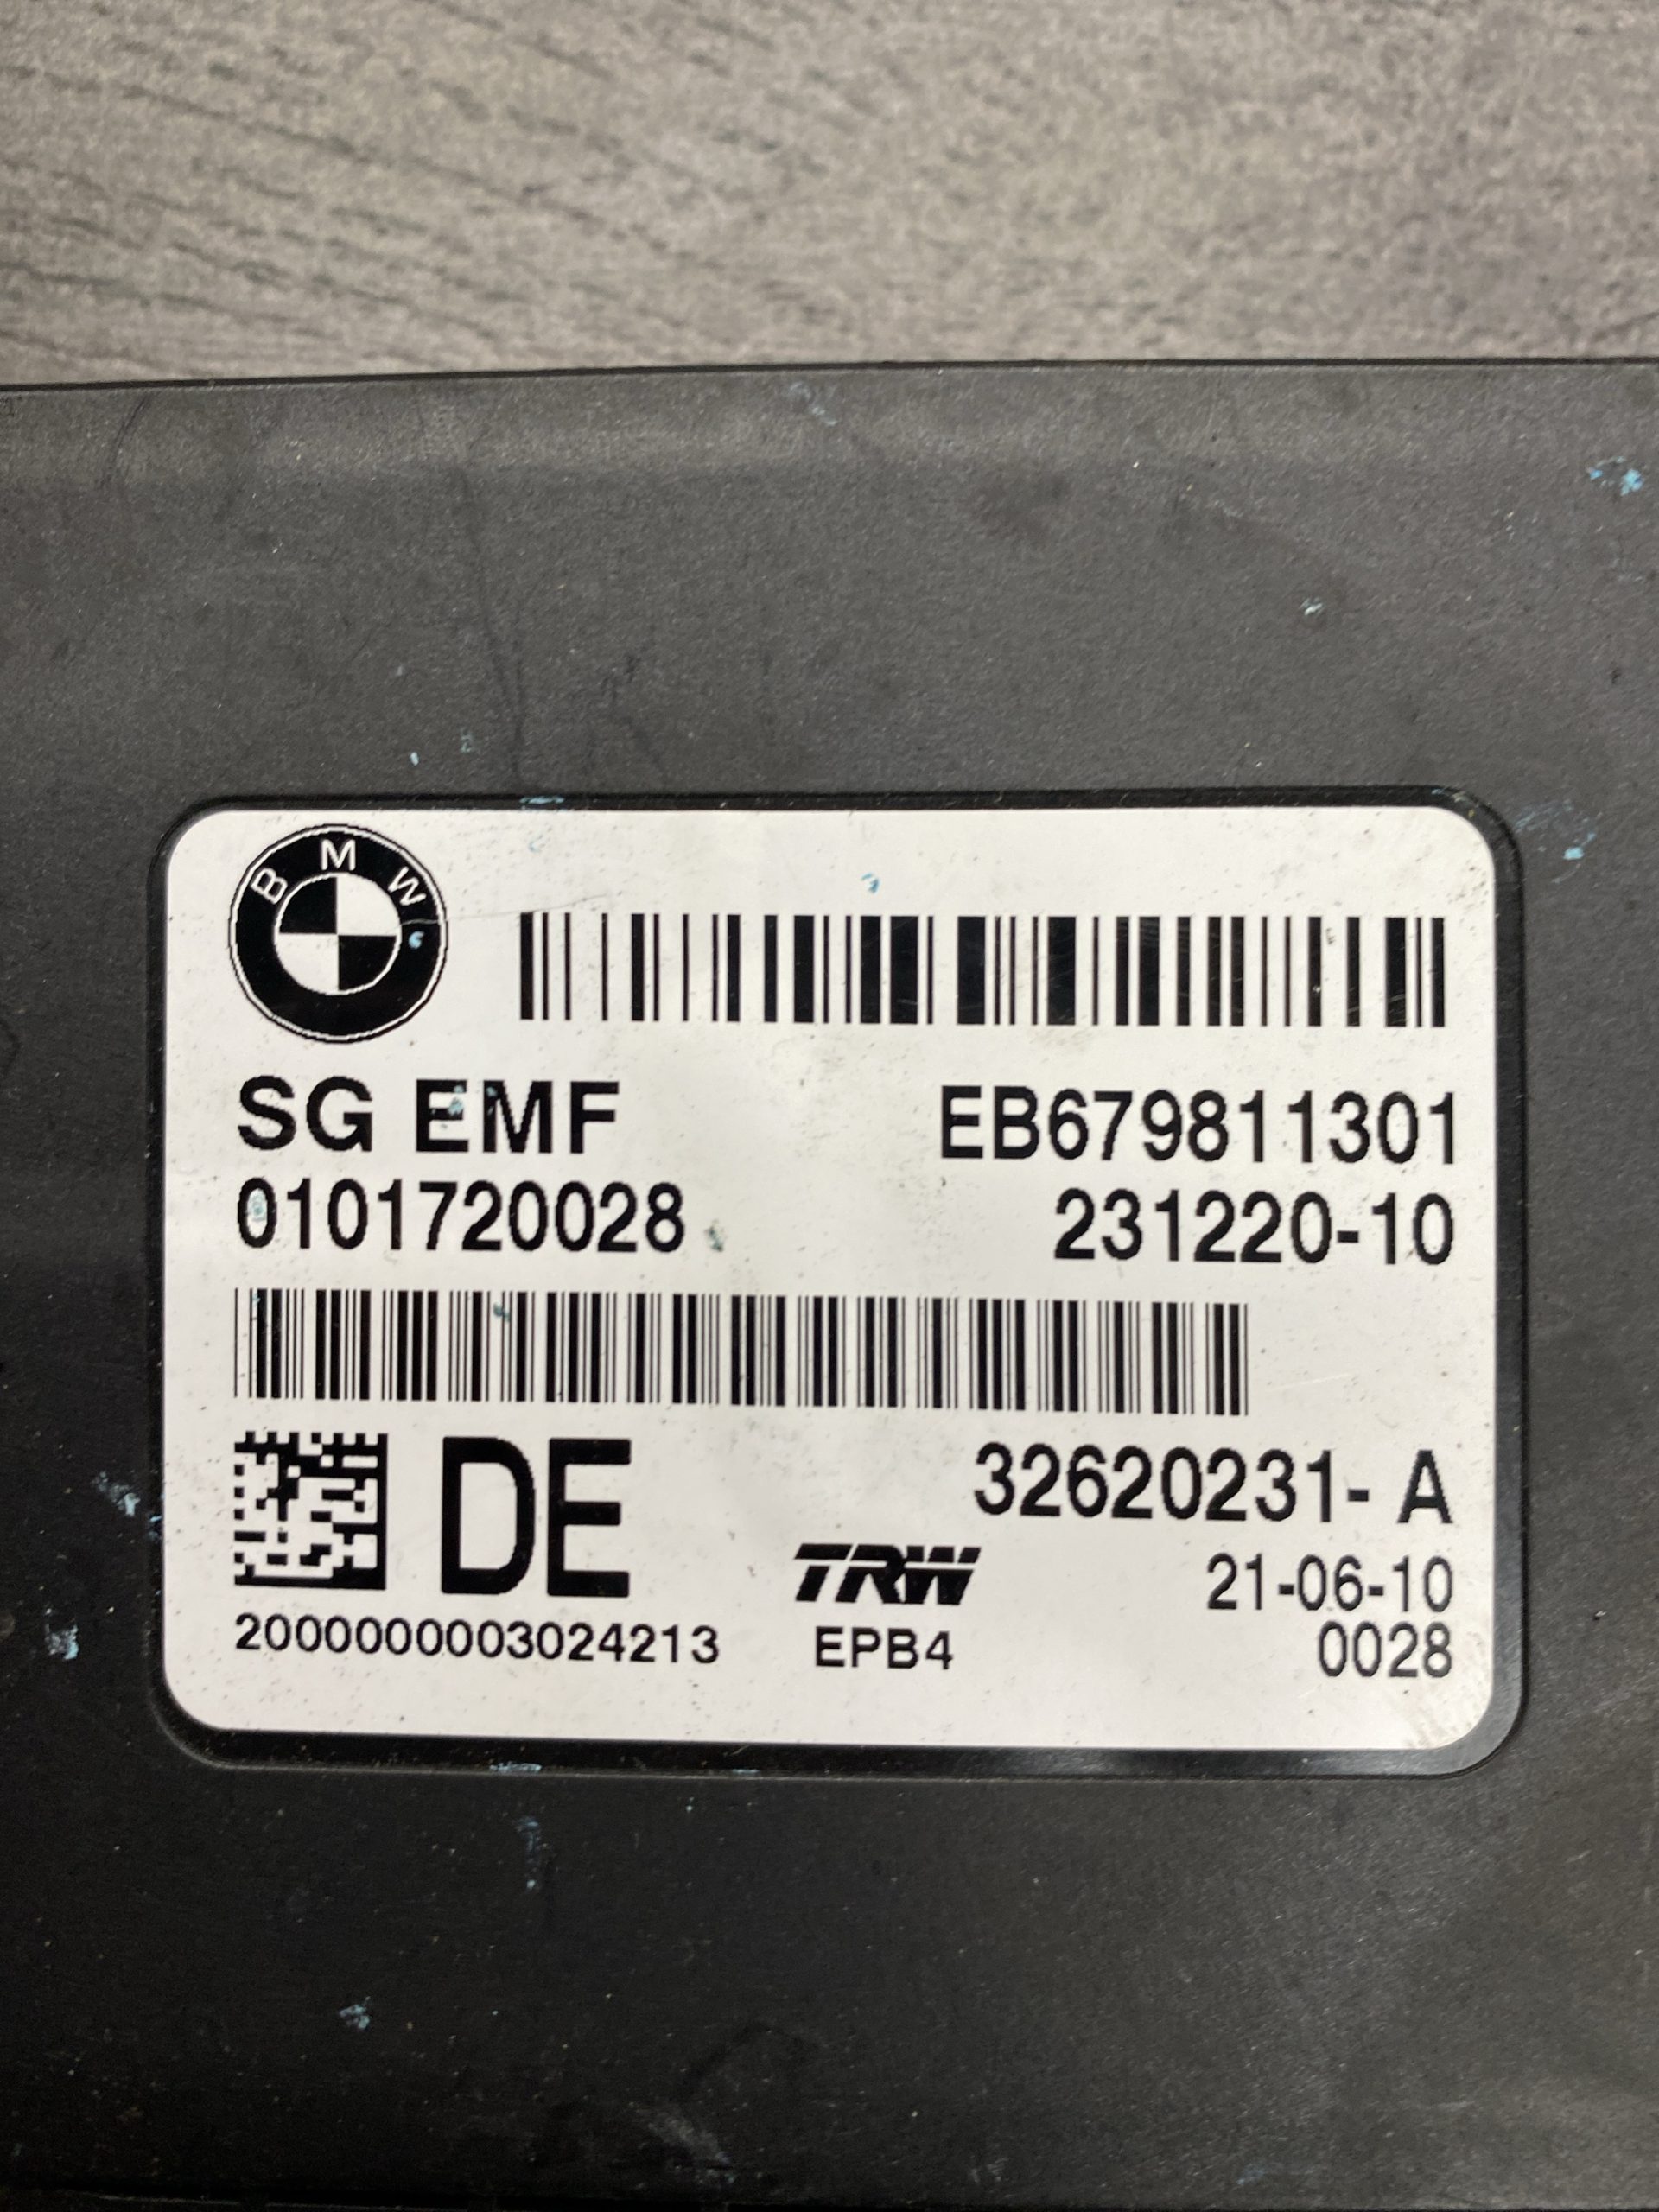 BMW
SG EMF EB679811301
0101720028 231220-10
DE 32620231- A
TRW 21-06-10
2000000003024213 EPB4 0028